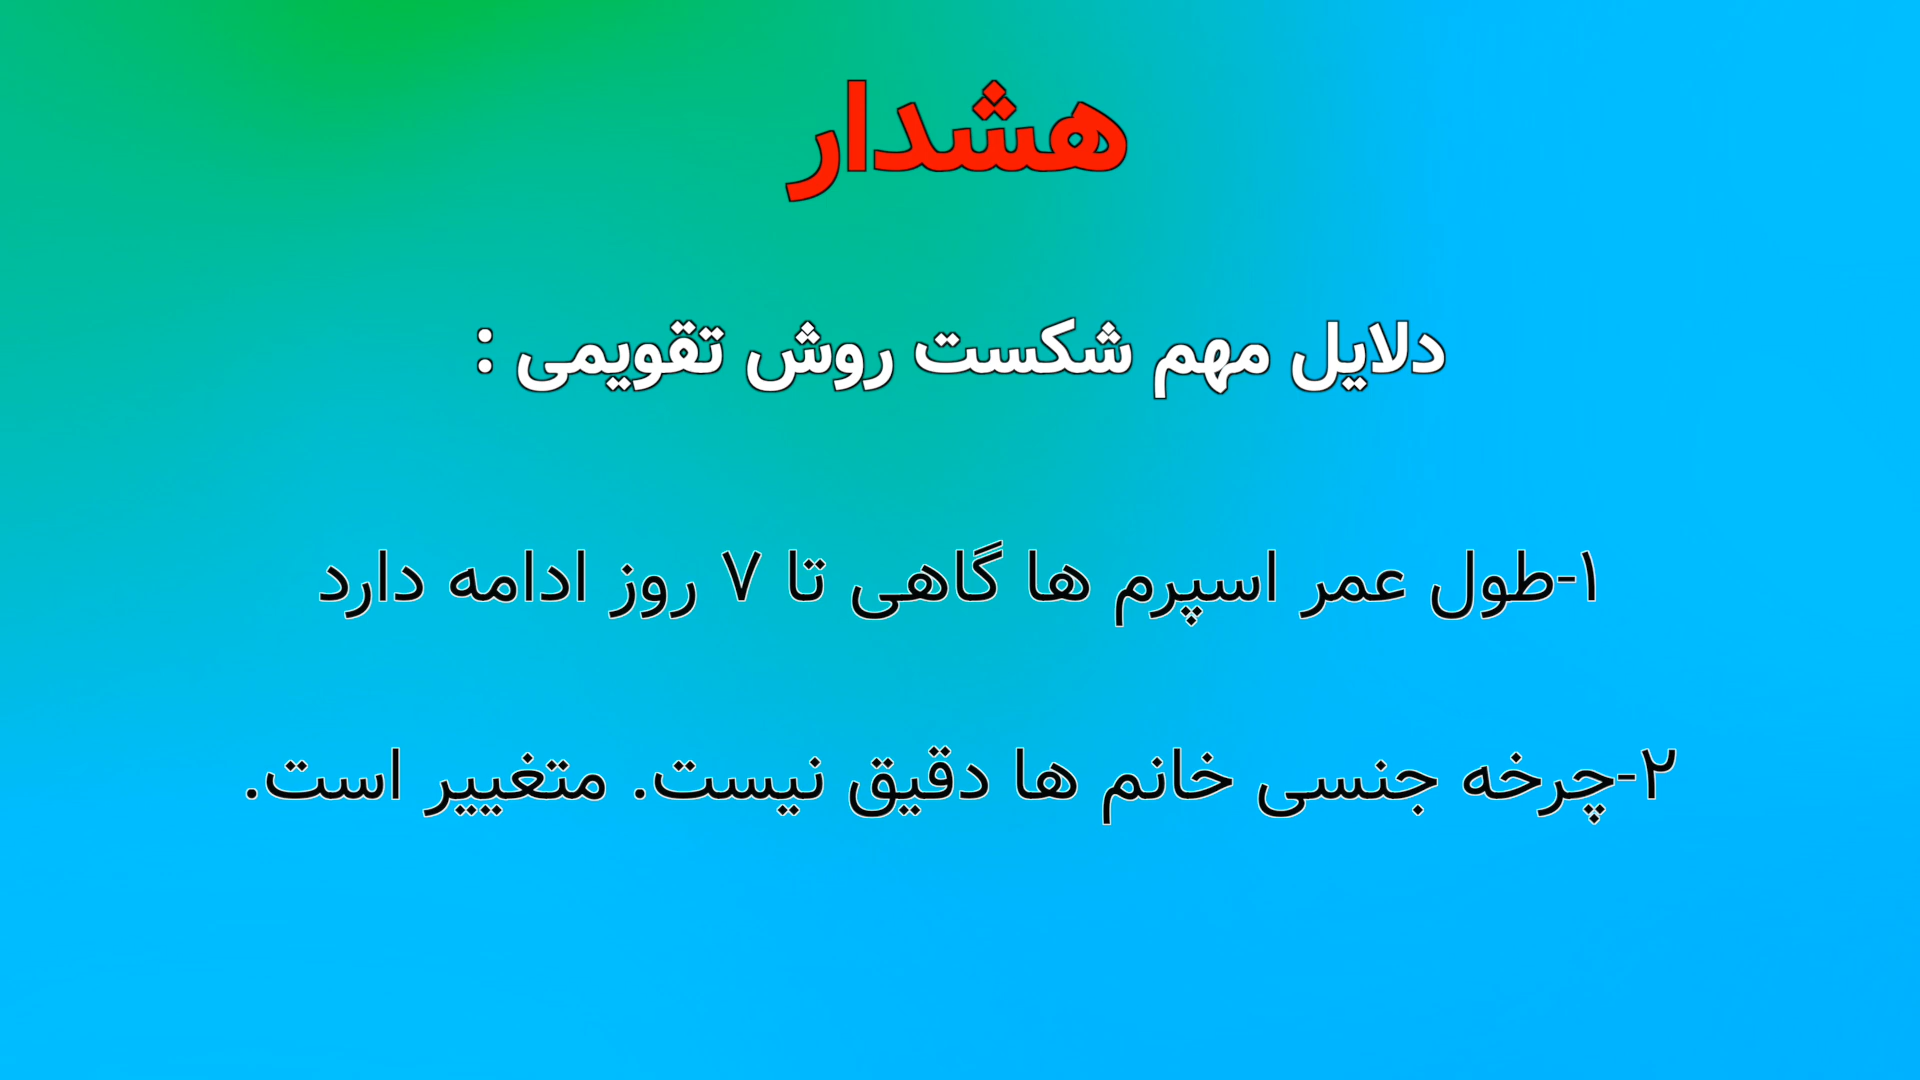 هشدار
دلایل مهم شکست روش تقویمی :
۱-طول عمر اسپرم ها گاهی تا ۷ روز ادامه دارد
۲-چرخه جنسی خانم ها دقیق نیست. متغییر است.